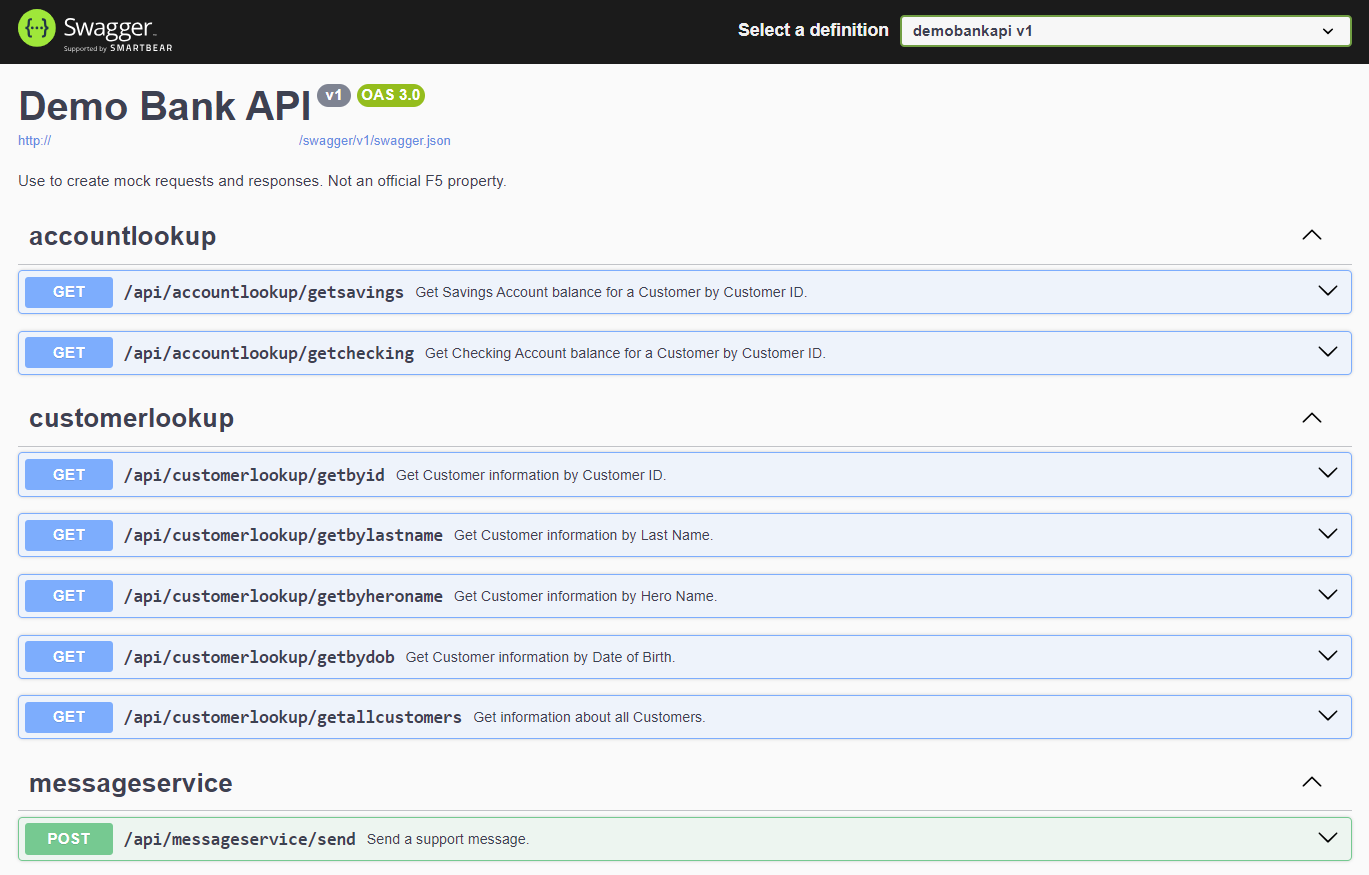 Swagger™
Supported by SMARTBEAR
Select a definition
demobankapi v1
Demo Bank API v1 OAS 3.0
http:// /swagger/v1/swagger.json
Use to create mock requests and responses. Not an official F5 property.
accountlookup
GET /api/accountlookup/getsavings Get Savings Account balance for a Customer by Customer ID.
GET /api/accountlookup/getchecking Get Checking Account balance for a Customer by Customer ID.
customerlookup
GET /api/customerlookup/getbyid Get Customer information by Customer ID.
GET /api/customerlookup/getbylastname Get Customer information by Last Name.
GET /api/customerlookup/getbyheroname Get Customer information by Hero Name.
GET /api/customerlookup/getbydob Get Customer information by Date of Birth.
GET /api/customerlookup/getallcustomers Get information about all Customers.
messageservice
POST /api/messageservice/send Send a support message.